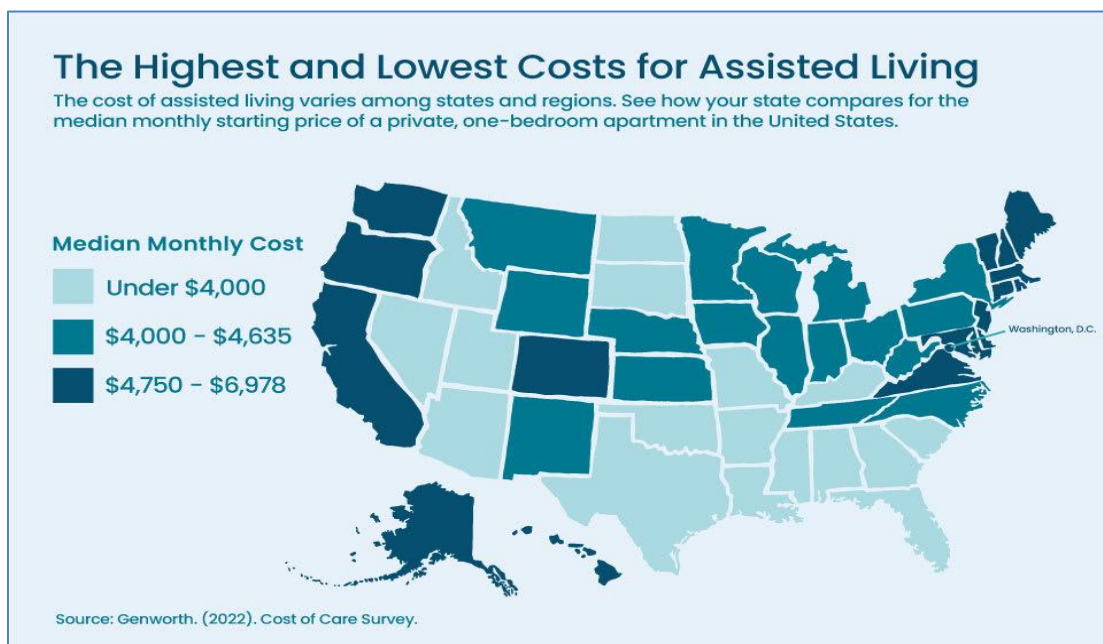 The Highest and Lowest Costs for Assisted Living
The cost of assisted living varies among states and regions. See how your state compares for the
median monthly starting price of a private, one-bedroom apartment in the United States.
Median Monthly Cost
Under $4,000
$4,000 - $4,635
$4,750 - $6,978
Washington, D.C.
Source: Genworth. (2022). Cost of Care Survey.